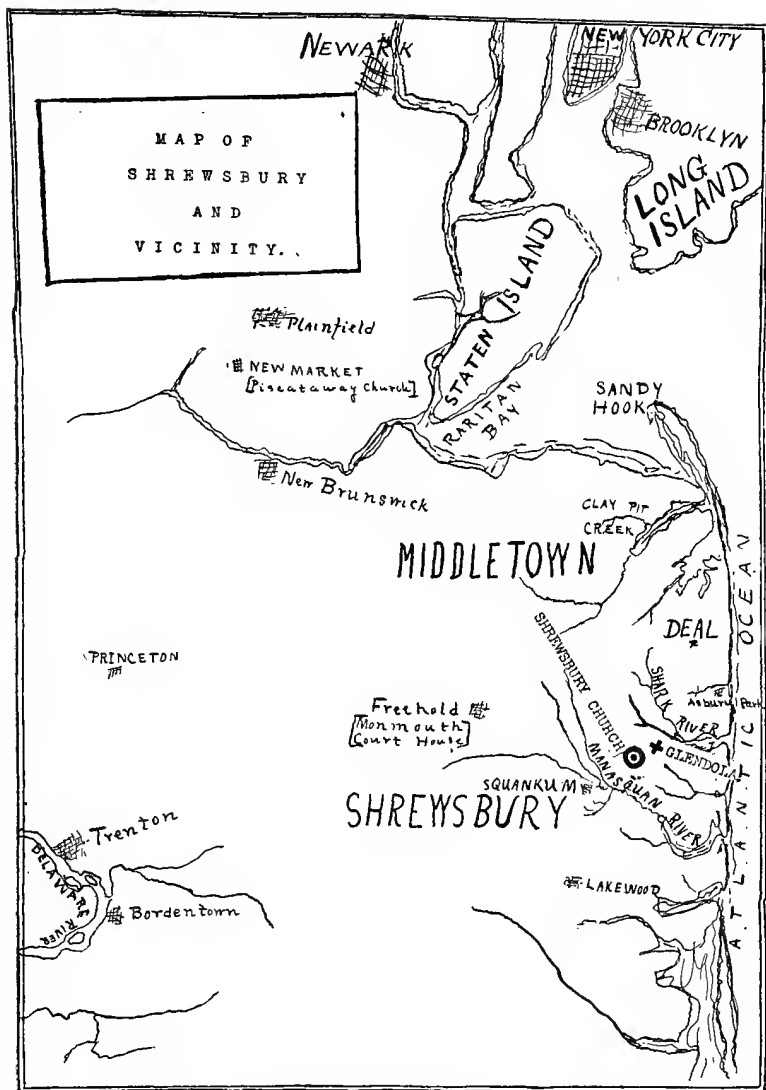 NEWARK
NEW YORK CITY
BROOKLYN
LONG
ISLAND
MAP OF
SHREWSBURY
AND
VICINITY.
STATEN ISLAND
Plainfield
NEW MARKET
[Piscataway Church]
RARITAN
BAY
SANDY
HOOK
New Brunswick
CLAY PIT
CREEK
MIDDLETOWN
ATLANTIC OCEAN
DEAL
PRINCETON
SHREWSBURY CHURCH
SHARK
RIVER
Asbury Park
Freehold
[Monmouth
Court House]
GLENDOLA
MANASQUAN
RIVER
SQUANKUM
SHREWSBURY
Trenton
DELAWARE
RIVER
Bordentown
LAKEWOOD